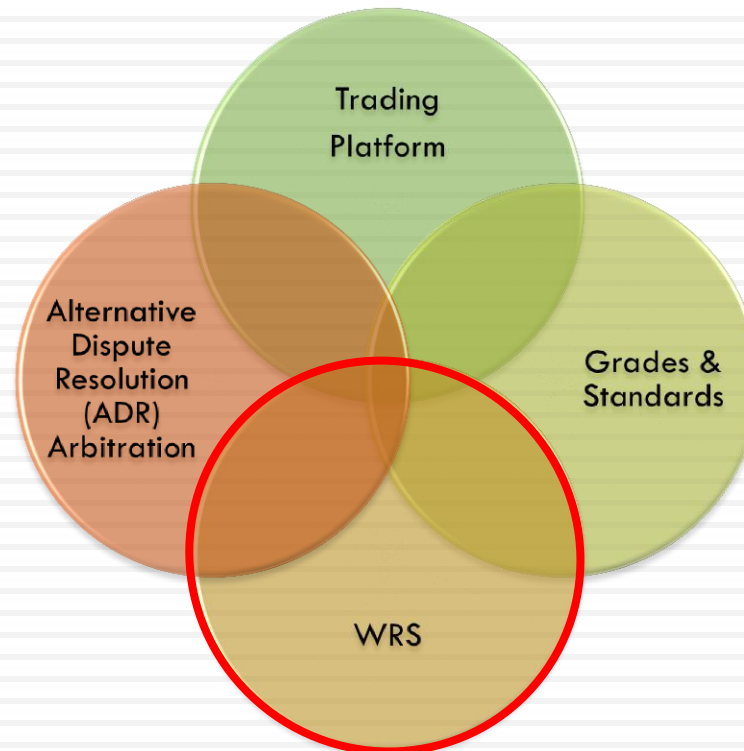 Trading
Platform
Alternative
Dispute
Resolution
(ADR)
Arbitration
Grades &
Standards
WRS